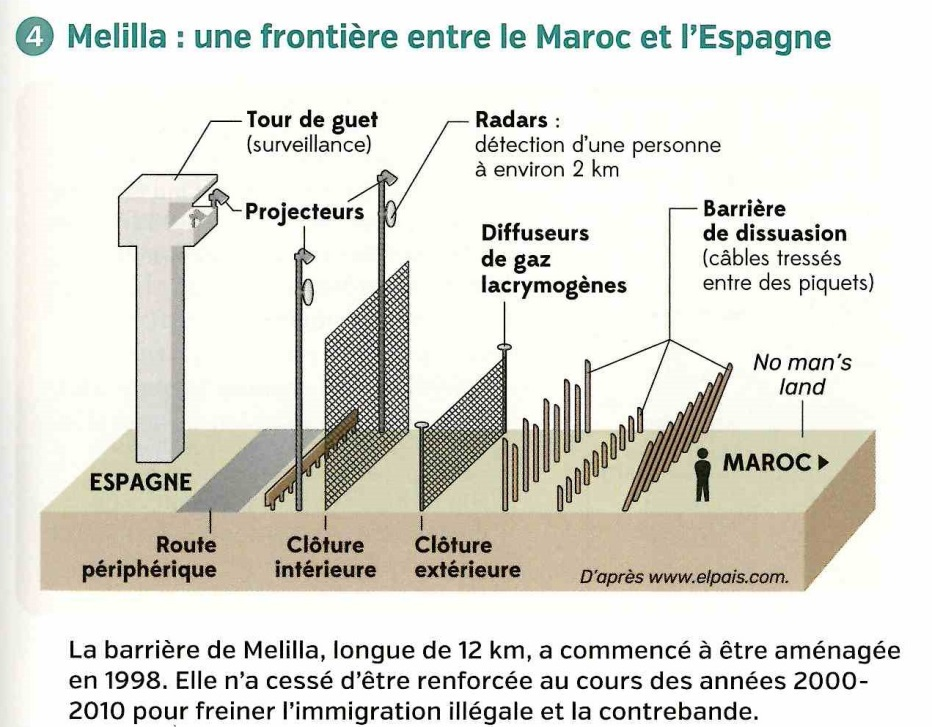 4 Melilla : une frontière entre le Maroc et l'Espagne
Tour de guet
(surveillance)
Radars :
détection d'une personne
à environ 2 km
Projecteurs
Diffuseurs
de gaz
lacrymogènes
Barrière
de dissuasion
(câbles tressés
entre des piquets)
No man's
land
ESPAGNE
MAROC ▶
Route
périphérique
Clôture
intérieure
Clôture
extérieure
D'après www.elpais.com.
La barrière de Melilla, longue de 12 km, a commencé à être aménagée
en 1998. Elle n'a cessé d'être renforcée au cours des années 2000-
2010 pour freiner l'immigration illégale et la contrebande.